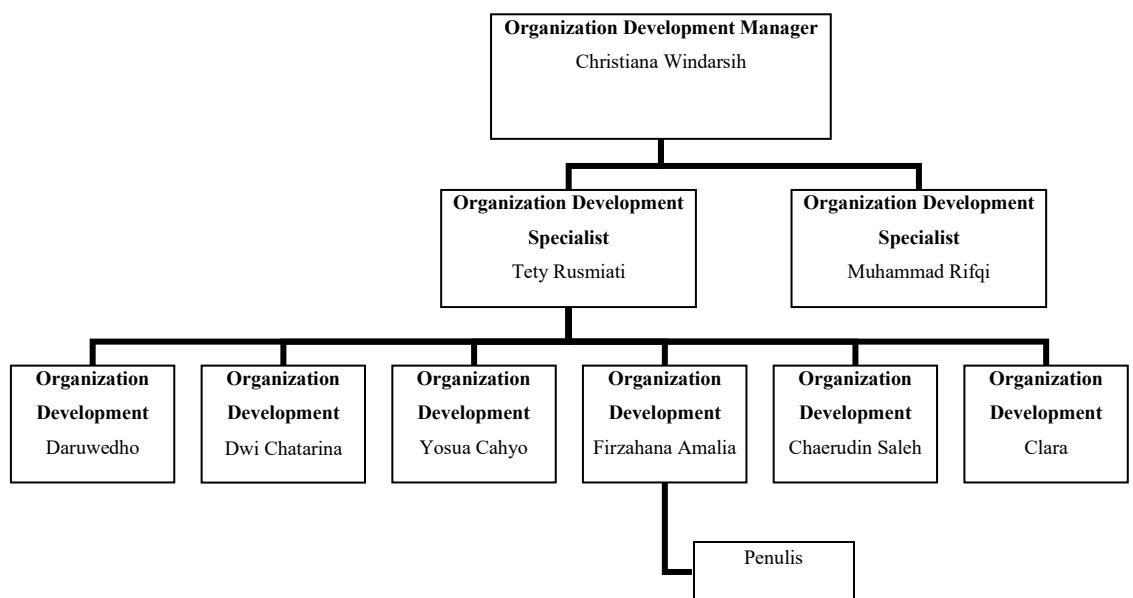 Organization Development Manager
Christiana Windarsih
Organization Development
Specialist
Tety Rusmiati
Organization Development
Specialist
Muhammad Rifqi
Organization
Development
Daruwedho
Organization
Development
Dwi Chatarina
Organization
Development
Yosua Cahyo
Organization
Development
Firzahana Amalia
Organization
Development
Chaerudin Saleh
Organization
Development
Clara
Penulis